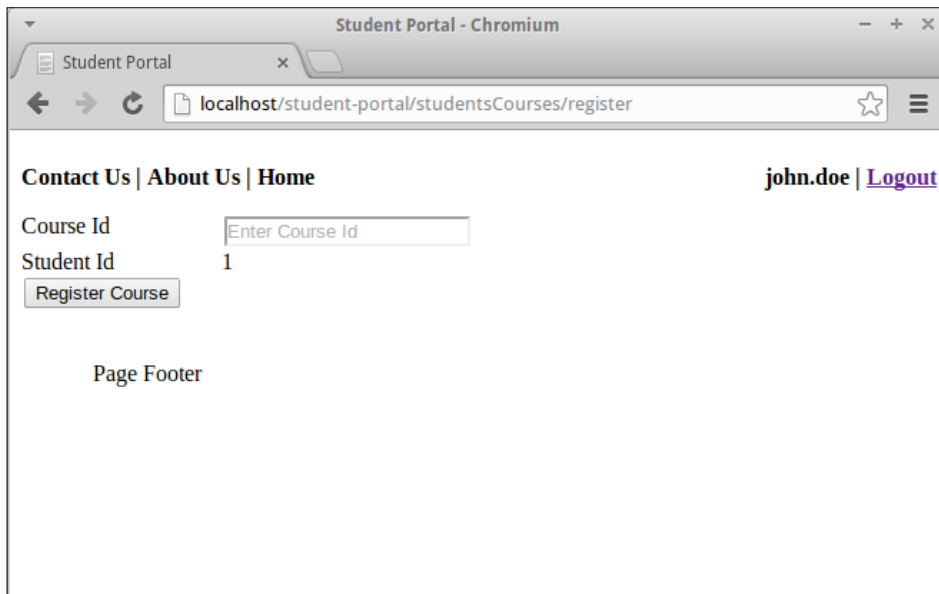 Student Portal - Chromium
Student Portal
localhost/student-portal/studentsCourses/register
Contact Us | About Us | Home john.doe | Logout
Course Id Enter Course Id
Student Id 1
Register Course
Page Footer